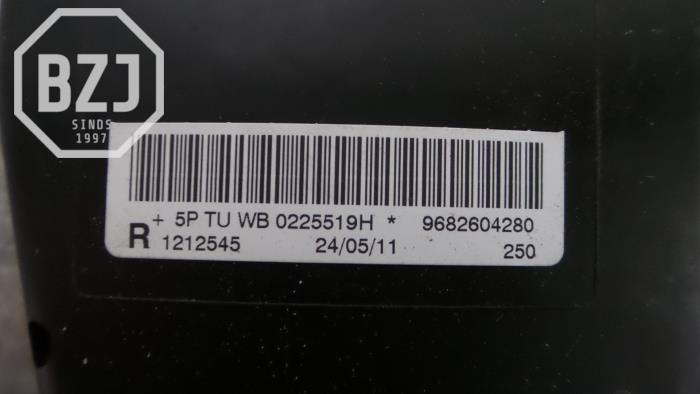 BZJ
SINDS
1997
+ 5P TU WB 0225519H * 9682604280
R 1212545 24/05/11 250